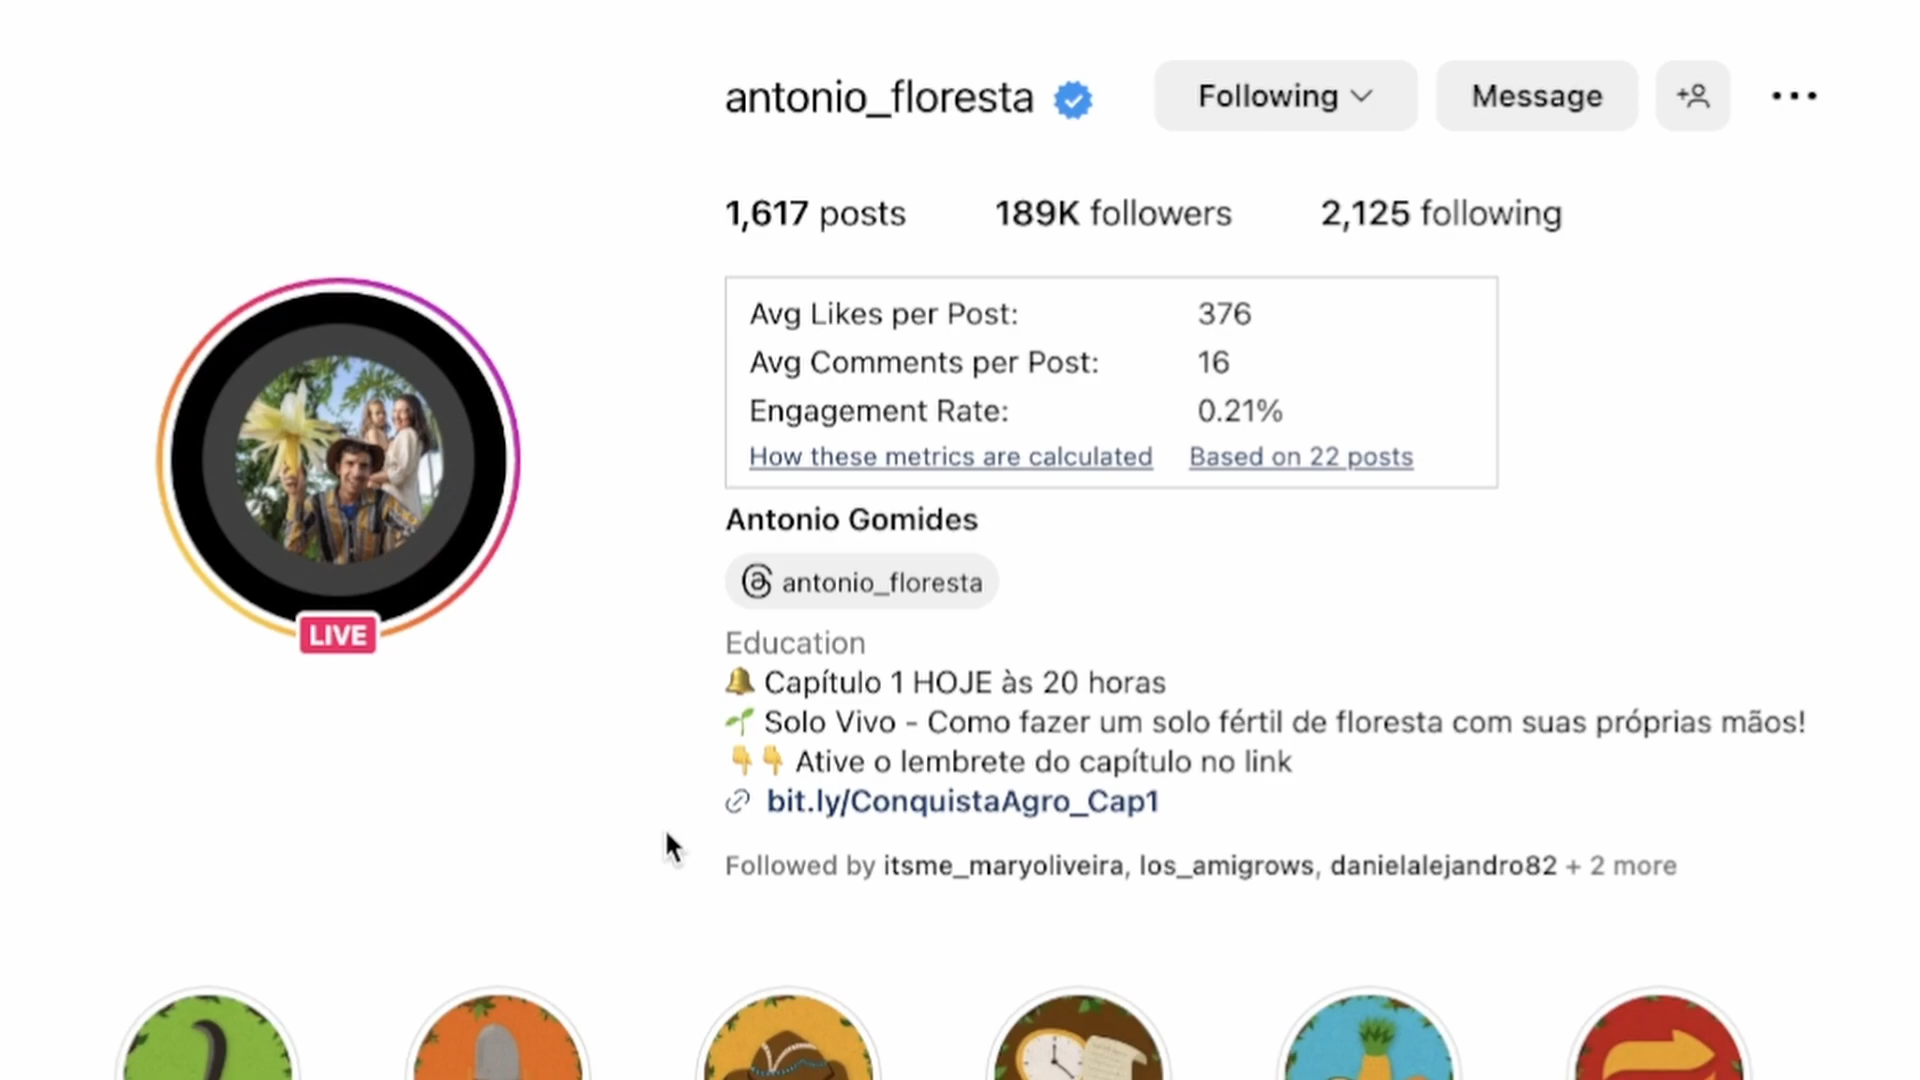 antonio_floresta
Following
Message
1,617 posts
189K followers
2,125 following
Avg Likes per Post: 376
Avg Comments per Post: 16
Engagement Rate: 0.21%
How these metrics are calculated
Based on 22 posts
Antonio Gomides
antonio_floresta
LIVE
Education
🔔 Capítulo 1 HOJE às 20 horas
🌱 Solo Vivo - Como fazer um solo fértil de floresta com suas próprias mãos!
👇👇 Ative o lembrete do capítulo no link
bit.ly/ConquistaAgro_Cap1
Followed by itsme_maryoliveira, los_amigrows, danielalejandro82 + 2 more